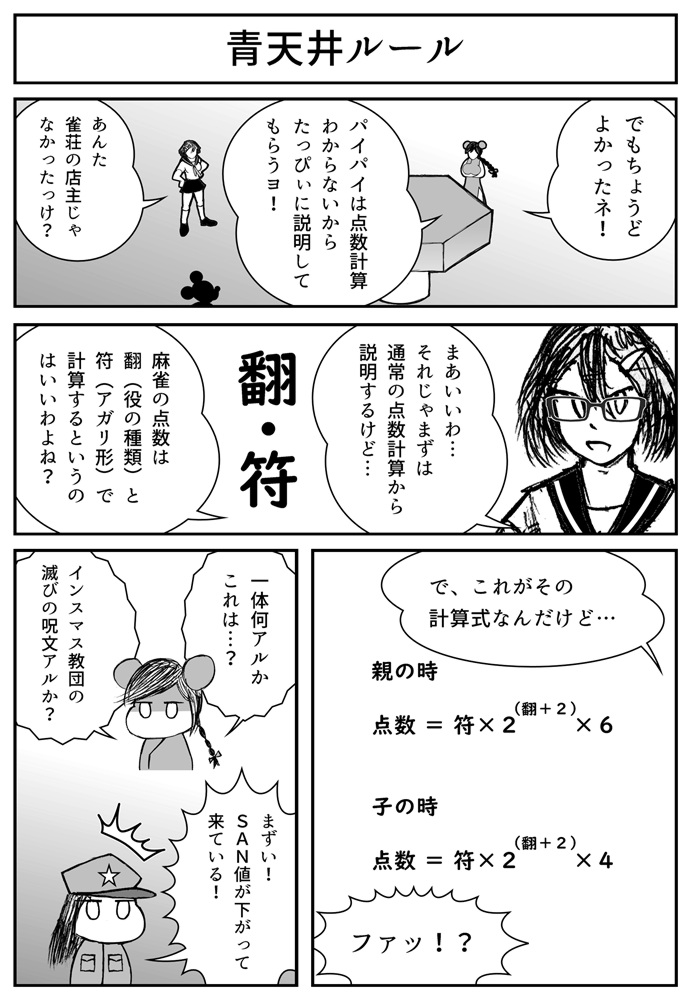 青天井ルール
でもちょうど
よかったネ！
パイパイは点数計算
わからないから
たっぴぃに説明して
もらうヨ！
あんた
雀荘の店主じゃ
なかったっけ？
まあいいわ…
それじゃまずは
通常の点数計算から
説明するけど…
翻・符
麻雀の点数は
翻（役の種類）と
符（アガリ形）で
計算するというの
はいいわよね？
で、これがその
計算式なんだけど…
親の時
点数 ＝ 符×２(翻＋２)×６
子の時
点数 ＝ 符×２(翻＋２)×４
ファッ！？
一体何アルか
これは…？
インスマス教団の
滅びの呪文アルか？
まずい！
ＳＡＮ値が下がって
来ている！